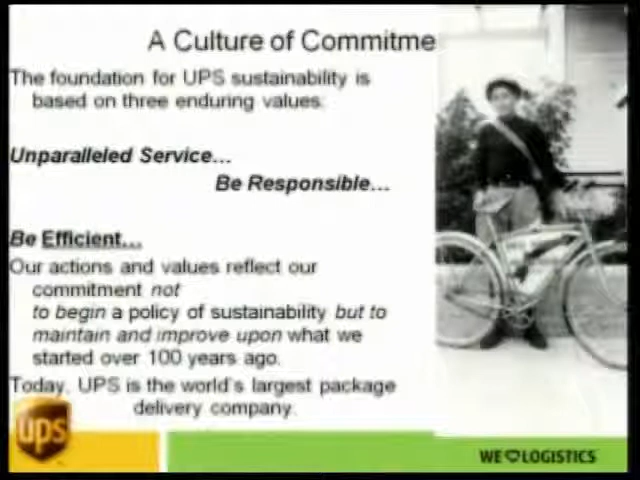 A Culture of Commitme
The foundation for UPS sustainability is
based on three enduring values:
Unparalleled Service...
Be Responsible...
Be Efficient...
Our actions and values reflect our
commitment not
to begin a policy of sustainability but to
maintain and improve upon what we
started over 100 years ago.
Today, UPS is the world's largest package
delivery company.
ups
WE ♡ LOGISTICS